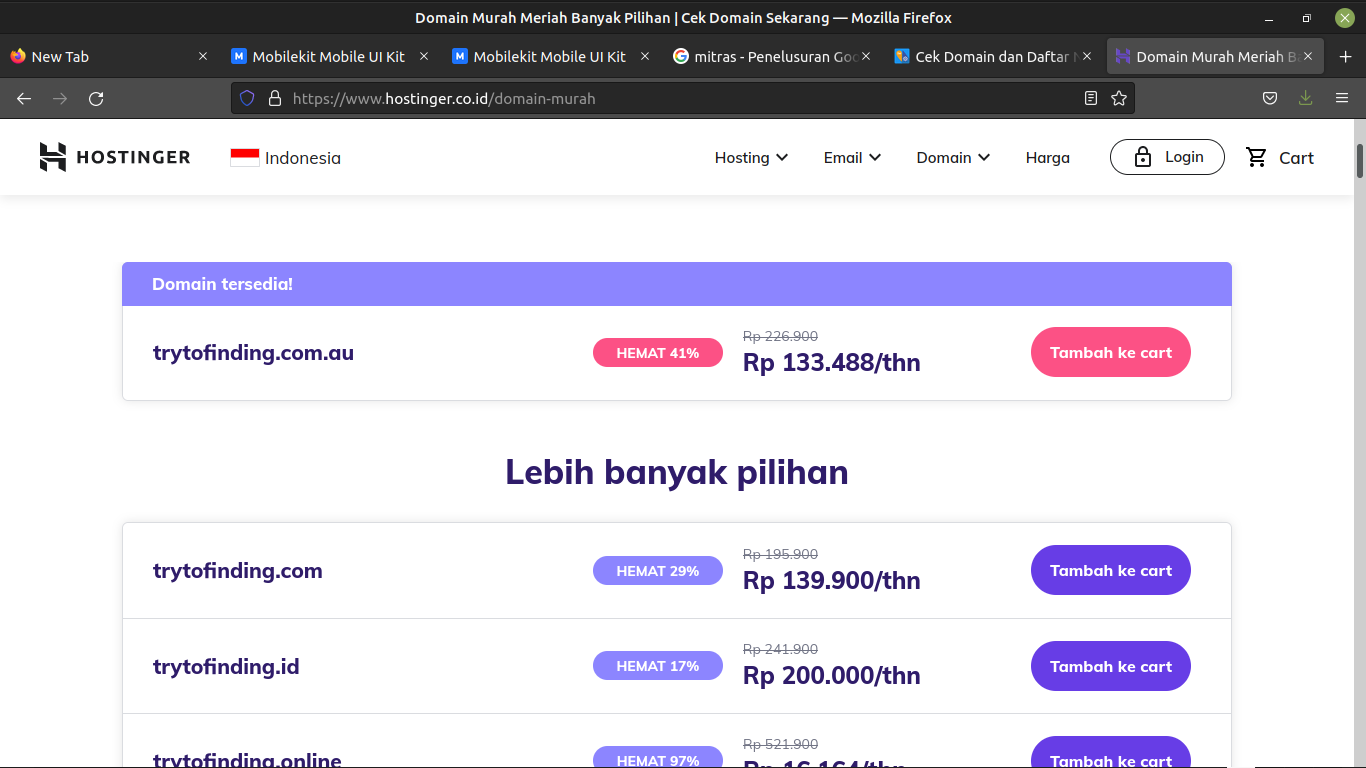 Domain Murah Meriah Banyak Pilihan | Cek Domain Sekarang — Mozilla Firefox
New Tab
Mobilekit Mobile UI Kit
Mobilekit Mobile UI Kit
mitras - Penelusuran Goo
Cek Domain dan Daftar
Domain Murah Meriah B
https://www.hostinger.co.id/domain-murah
HOSTINGER Indonesia Hosting Email Domain Harga Login Cart
Domain tersedia!
Rp 226.900
trytofinding.com.au HEMAT 41% Rp 133.488/thn Tambah ke cart
Lebih banyak pilihan
Rp 195.900
trytofinding.com HEMAT 29% Rp 139.900/thn Tambah ke cart
Rp 241.900
trytofinding.id HEMAT 17% Rp 200.000/thn Tambah ke cart
Rp 521.900
trytofinding.online HEMAT 97% Rp 16.164/thn Tambah ke cart